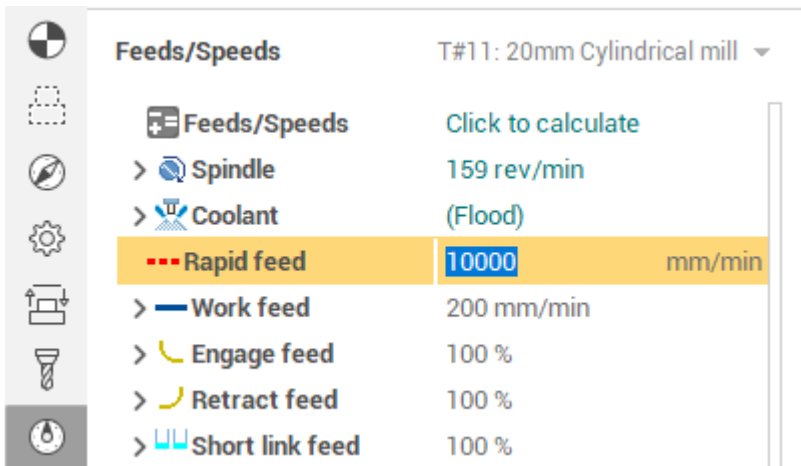 Feeds/Speeds T#11: 20mm Cylindrical mill
Feeds/Speeds Click to calculate
Spindle 159 rev/min
Coolant (Flood)
Rapid feed 10000 mm/min
Work feed 200 mm/min
Engage feed 100 %
Retract feed 100 %
Short link feed 100 %